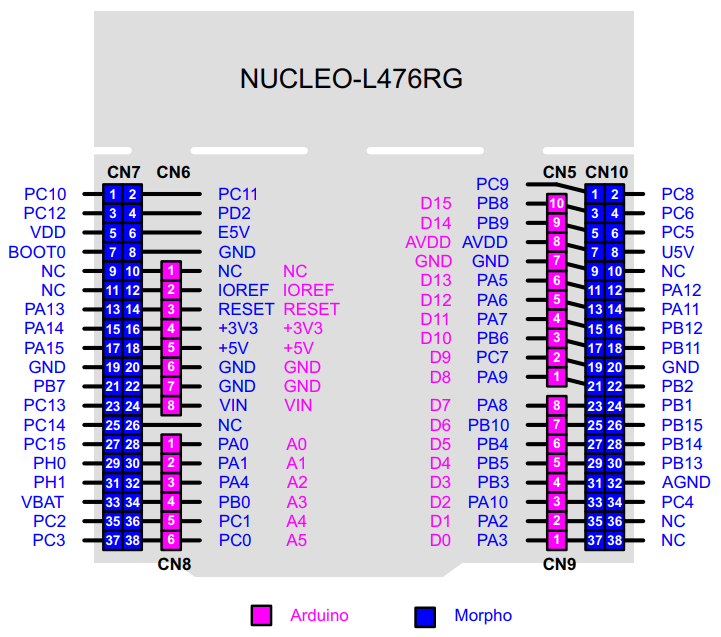 NUCLEO-L476RG
CN7 CN6 CN5 CN10
PC9
PC10 1 2 PC11 1 2 PC8
D15 PB8 10
PC12 3 4 PD2 3 4 PC6
D14 PB9 9
VDD 5 6 E5V 5 6 PC5
AVDD AVDD 8
BOOT0 7 8 GND 7 8 U5V
GND GND 7
NC 9 10 1 NC NC 9 10 NC
D13 PA5 6
NC 11 12 2 IOREF IOREF 11 12 PA12
D12 PA6 5
PA13 13 14 3 RESET RESET 13 14 PA11
D11 PA7 4
PA14 15 16 4 +3V3 +3V3 15 16 PB12
D10 PB6 3
PA15 17 18 5 +5V +5V 17 18 PB11
D9 PC7 2
GND 19 20 6 GND GND 19 20 GND
D8 PA9 1
PB7 21 22 7 GND GND 21 22 PB2
PC13 23 24 8 VIN VIN D7 PA8 8 23 24 PB1
PC14 25 26 NC D6 PB10 7 25 26 PB15
PC15 27 28 1 PA0 A0 D5 PB4 6 27 28 PB14
PH0 29 30 2 PA1 A1 D4 PB5 5 29 30 PB13
PH1 31 32 3 PA4 A2 D3 PB3 4 31 32 AGND
VBAT 33 34 4 PB0 A3 D2 PA10 3 33 34 PC4
PC2 35 36 5 PC1 A4 D1 PA2 2 35 36 NC
PC3 37 38 6 PC0 A5 D0 PA3 1 37 38 NC
CN8 CN9
Arduino Morpho